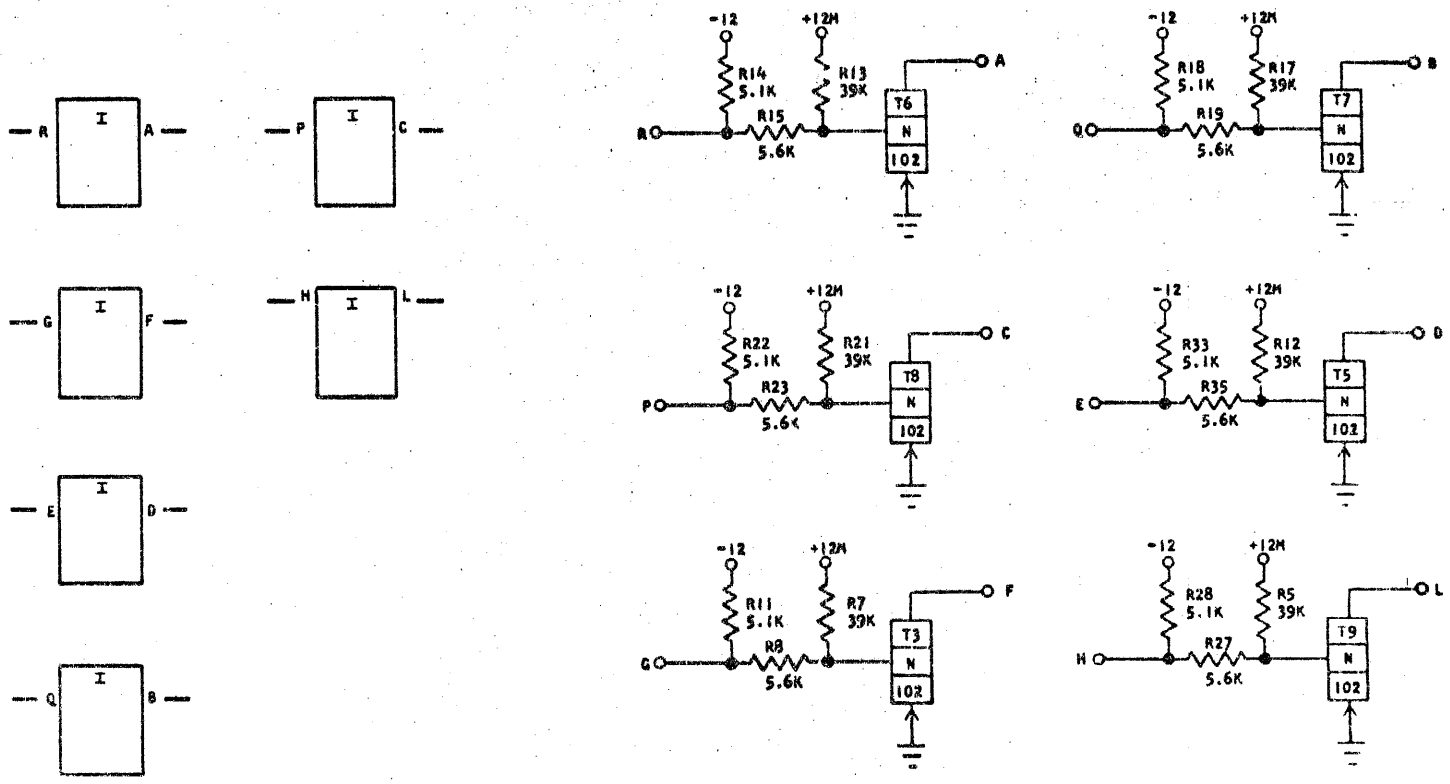 I
R A
I
P C
I
G F
I
H L
I
E D
I
Q B
-12 +12M
R14
5.1K
R13
39K
R15
5.6K
R
A
T6
N
102
-12 +12M
R18
5.1K
R17
39K
R19
5.6K
Q
B
T7
N
102
-12 +12M
R22
5.1K
R21
39K
R23
5.6K
P
C
T8
N
102
-12 +12M
R33
5.1K
R12
39K
R35
5.6K
E
D
T5
N
102
-12 +12M
R11
5.1K
R7
39K
R8
5.6K
G
F
T3
N
102
-12 +12M
R28
5.1K
R5
39K
R27
5.6K
H
L
T9
N
102